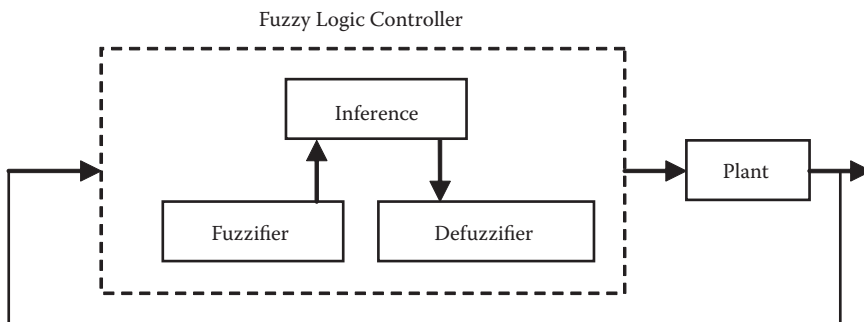 Fuzzy Logic Controller
Inference
Plant
Fuzzifier
Defuzzifier